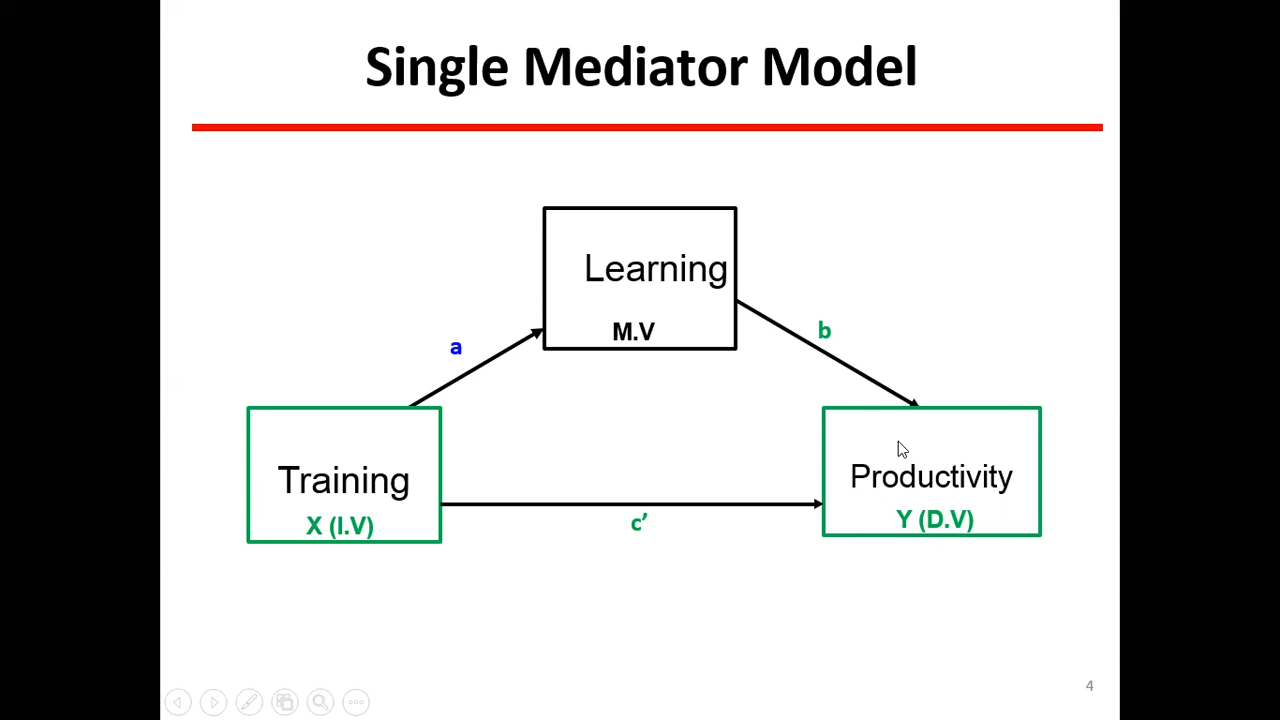 Single Mediator Model
Learning
M.V
a
b
Training
X (I.V)
c’
Productivity
Y (D.V)
4